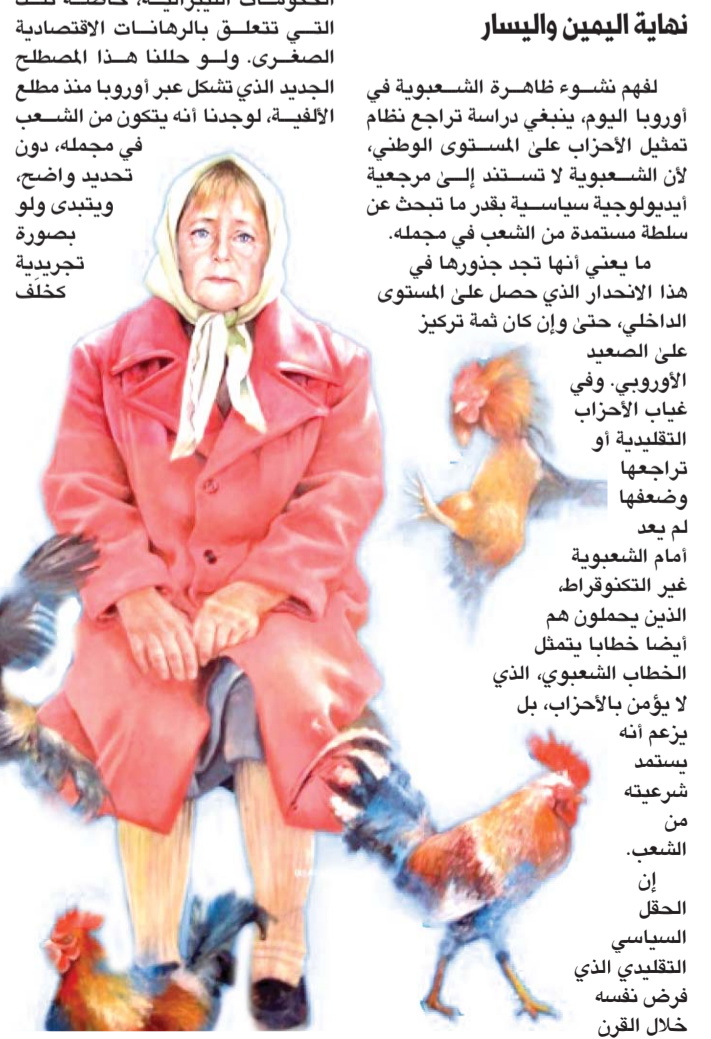 نهاية اليمين واليسار
لفهم نشوء ظاهرة الشعبوية في
أوروبا اليوم، ينبغي دراسة تراجع نظام
تمثيل الأحزاب على المستوى الوطني،
لأن الشعبوية لا تستند إلى مرجعية
أيديولوجية سياسية بقدر ما تبحث عن
سلطة مستمدة من الشعب في مجمله.
ما يعني أنها تجد جذورها في
هذا الانحدار الذي حصل على المستوى
الداخلي، حتى وإن كان ثمة تركيز
على الصعيد
الأوروبي. وفي
غياب الأحزاب
التقليدية أو
تراجعها
وضعفها
لم يعد
أمام الشعبوية
غير التكنوقراط،
الذين يحملون هم
أيضا خطابا يتمثل
الخطاب الشعبوي، الذي
لا يؤمن بالأحزاب، بل
يزعم أنه
يستمد
شرعيته
من
الشعب.
إن
الحقل
السياسي
التقليدي الذي
فرض نفسه
خلال القرن
التي تتعلق بالرهانات الاقتصادية
الصغرى. ولو حللنا هذا المصطلح
الجديد الذي تشكل عبر أوروبا منذ مطلع
الألفية، لوجدنا أنه يتكون من الشعب
في مجمله، دون
تحديد واضح،
ويتبدى ولو
بصورة
تجريدية
كخلف